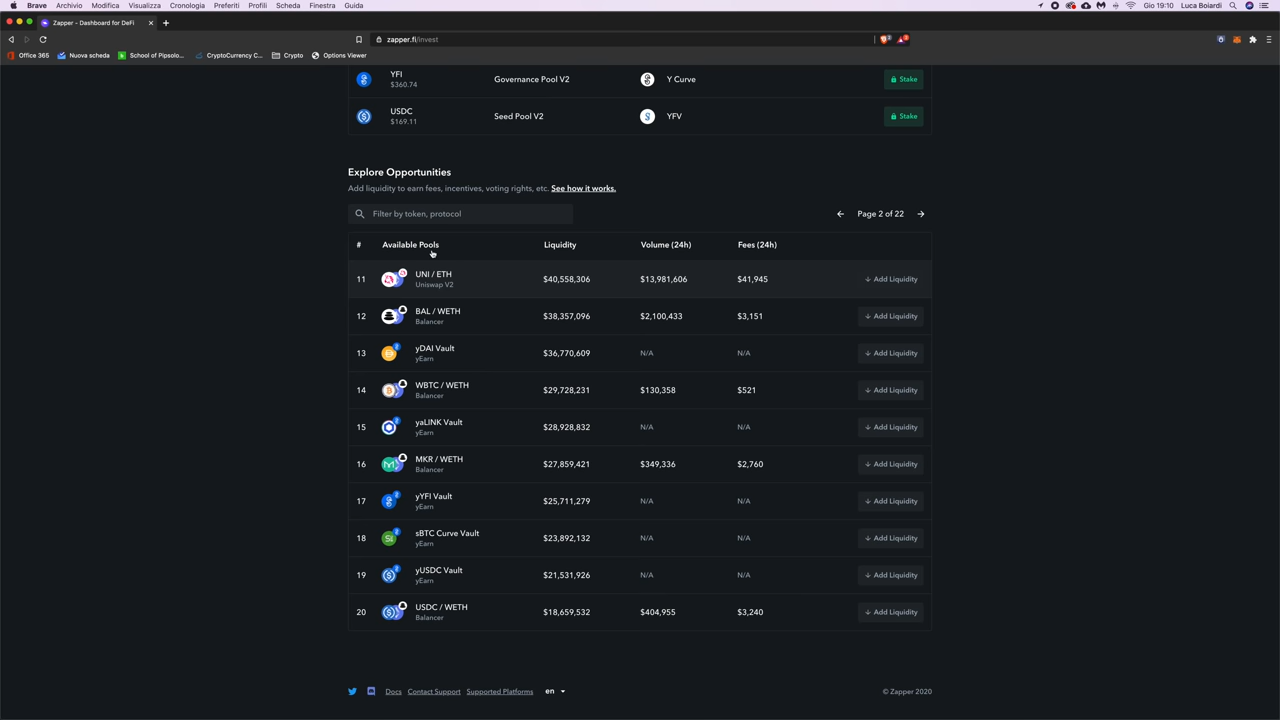 Brave Archivio Modifica Visualizza Cronologia Preferiti Profili Scheda Finestra Guida Gio 19:10 Luca Boiardi
Zapper - Dashboard for DeFi
zapper.fi/invest
Office 365 Nuova scheda School of Pipsolo... CryptoCurrency C... Crypto Options Viewer
YFI Governance Pool V2 Y Curve Stake
$360.74
USDC Seed Pool V2 YFV Stake
$169.11
Explore Opportunities
Add liquidity to earn fees, incentives, voting rights, etc. See how it works.
Filter by token, protocol Page 2 of 22
# Available Pools Liquidity Volume (24h) Fees (24h)
11 UNI / ETH $40,558,306 $13,981,606 $41,945 Add Liquidity
Uniswap V2
12 BAL / WETH $38,357,096 $2,100,433 $3,151 Add Liquidity
Balancer
13 yDAI Vault $36,770,609 N/A N/A Add Liquidity
yEarn
14 WBTC / WETH $29,728,231 $130,358 $521 Add Liquidity
Balancer
15 yaLINK Vault $28,928,832 N/A N/A Add Liquidity
yEarn
16 MKR / WETH $27,859,421 $349,336 $2,760 Add Liquidity
Balancer
17 yYFI Vault $25,711,279 N/A N/A Add Liquidity
yEarn
18 sBTC Curve Vault $23,892,132 N/A N/A Add Liquidity
yEarn
19 yUSDC Vault $21,531,926 N/A N/A Add Liquidity
yEarn
20 USDC / WETH $18,659,532 $404,955 $3,240 Add Liquidity
Balancer
Docs Contact Support Supported Platforms en © Zapper 2020